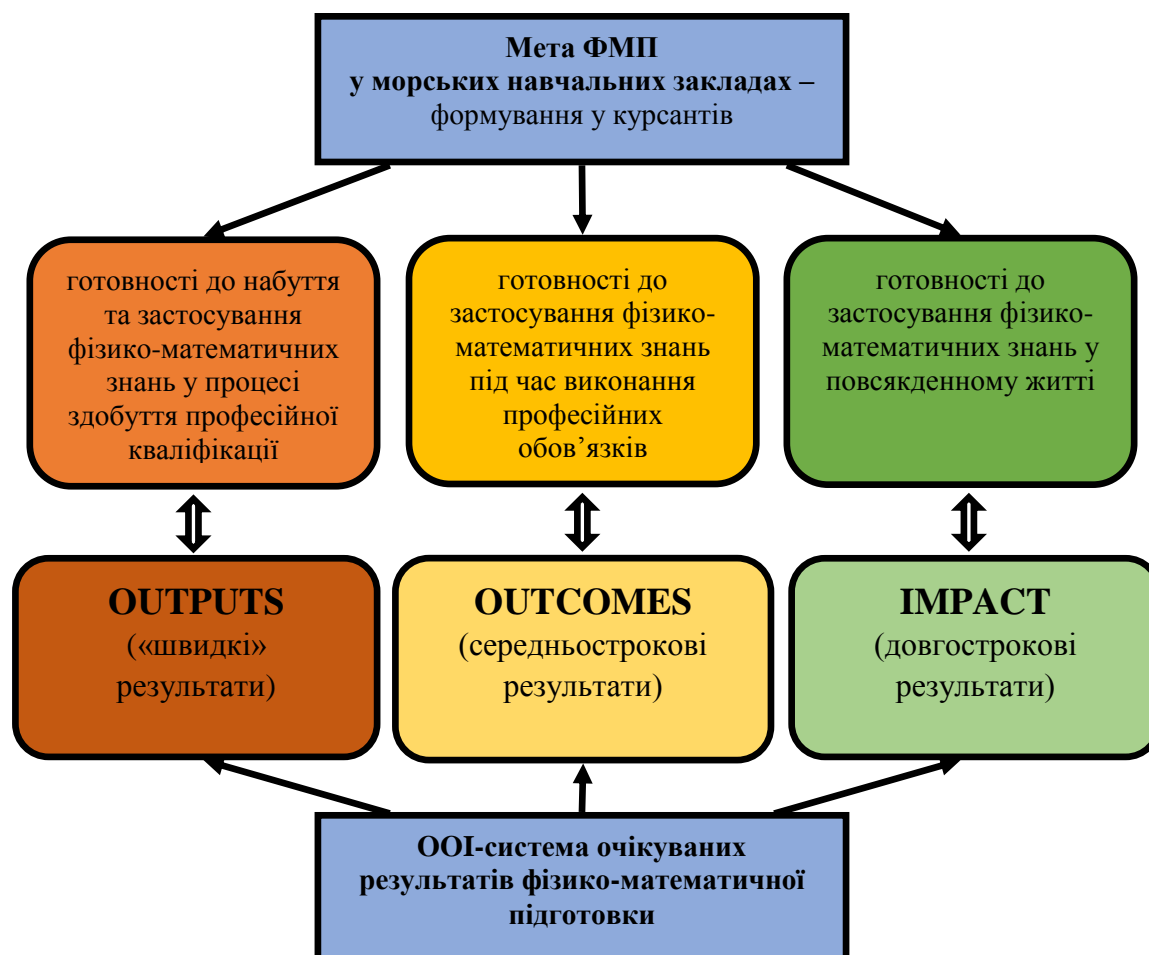 Мета ФМП
у морських навчальних закладах –
формування у курсантів
готовності до набуття
та застосування
фізико-математичних
знань у процесі
здобуття професійної
кваліфікації
готовності до
застосування фізико-
математичних знань
під час виконання
професійних
обов’язків
готовності до
застосування фізико-
математичних знань у
повсякденному житті
OUTPUTS
(«швидкі»
результати)
OUTCOMES
(середньострокові
результати)
IMPACT
(довгострокові
результати)
ООІ-система очікуваних
результатів фізико-математичної
підготовки